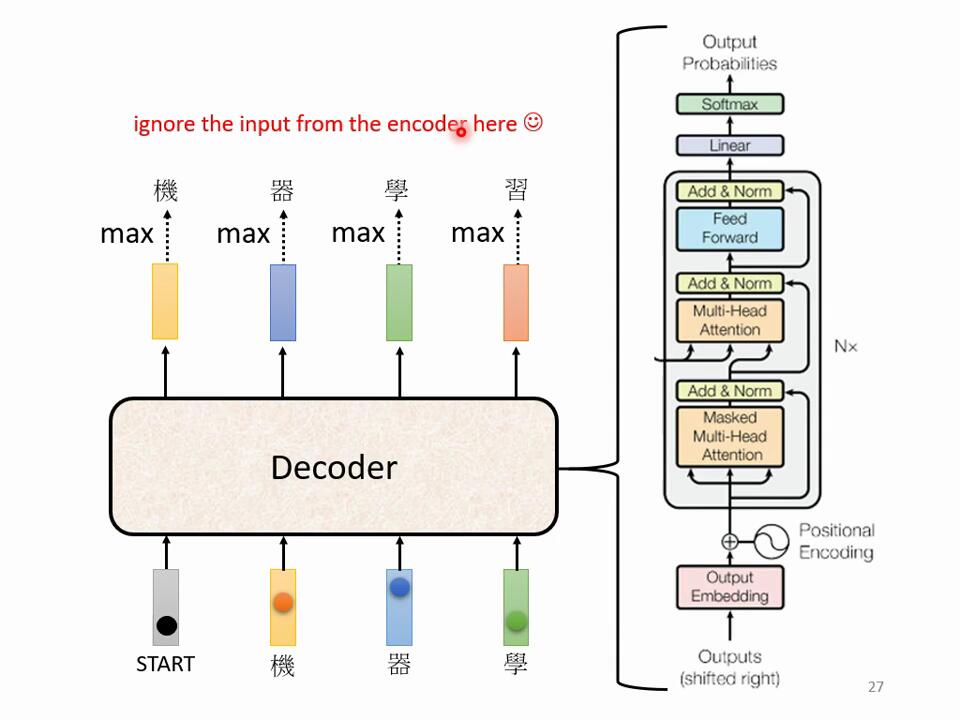 ignore the input from the encoder here ☺
機 器 學 習
max max max max
Decoder
START 機 器 學
Output
Probabilities
Softmax
Linear
Add & Norm
Feed
Forward
Add & Norm
Multi-Head
Attention
N×
Add & Norm
Masked
Multi-Head
Attention
Positional
Encoding
Output
Embedding
Outputs
(shifted right)
27